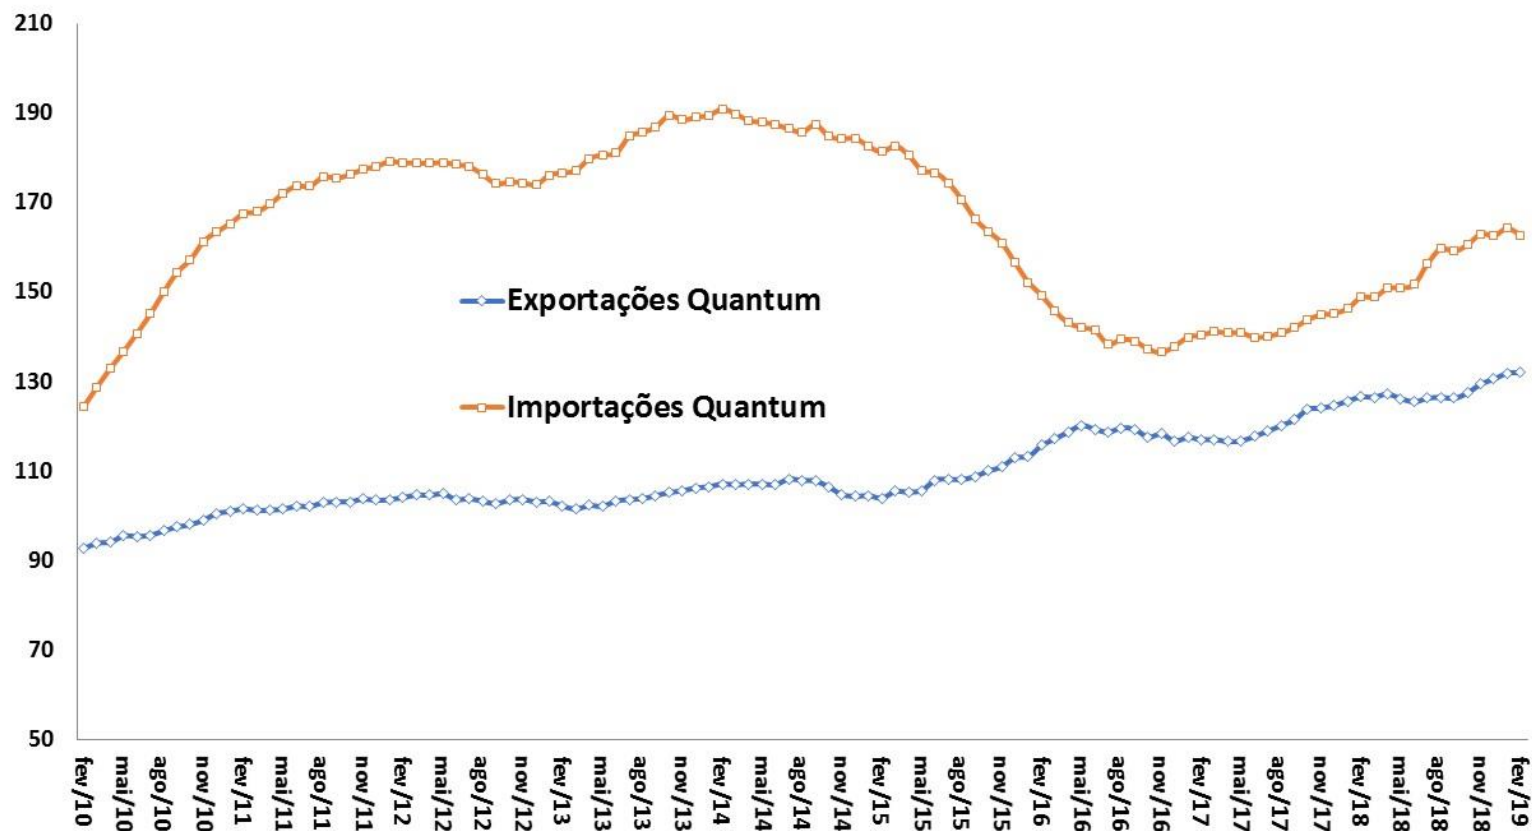 210
190
170
150
130
110
90
70
50
Exportações Quantum
Importações Quantum
fev/10
mai/10
ago/10
nov/10
fev/11
mai/11
ago/11
nov/11
fev/12
mai/12
ago/12
nov/12
fev/13
mai/13
ago/13
nov/13
fev/14
mai/14
ago/14
nov/14
fev/15
mai/15
ago/15
nov/15
fev/16
mai/16
ago/16
nov/16
fev/17
mai/17
ago/17
nov/17
fev/18
mai/18
ago/18
nov/18
fev/19